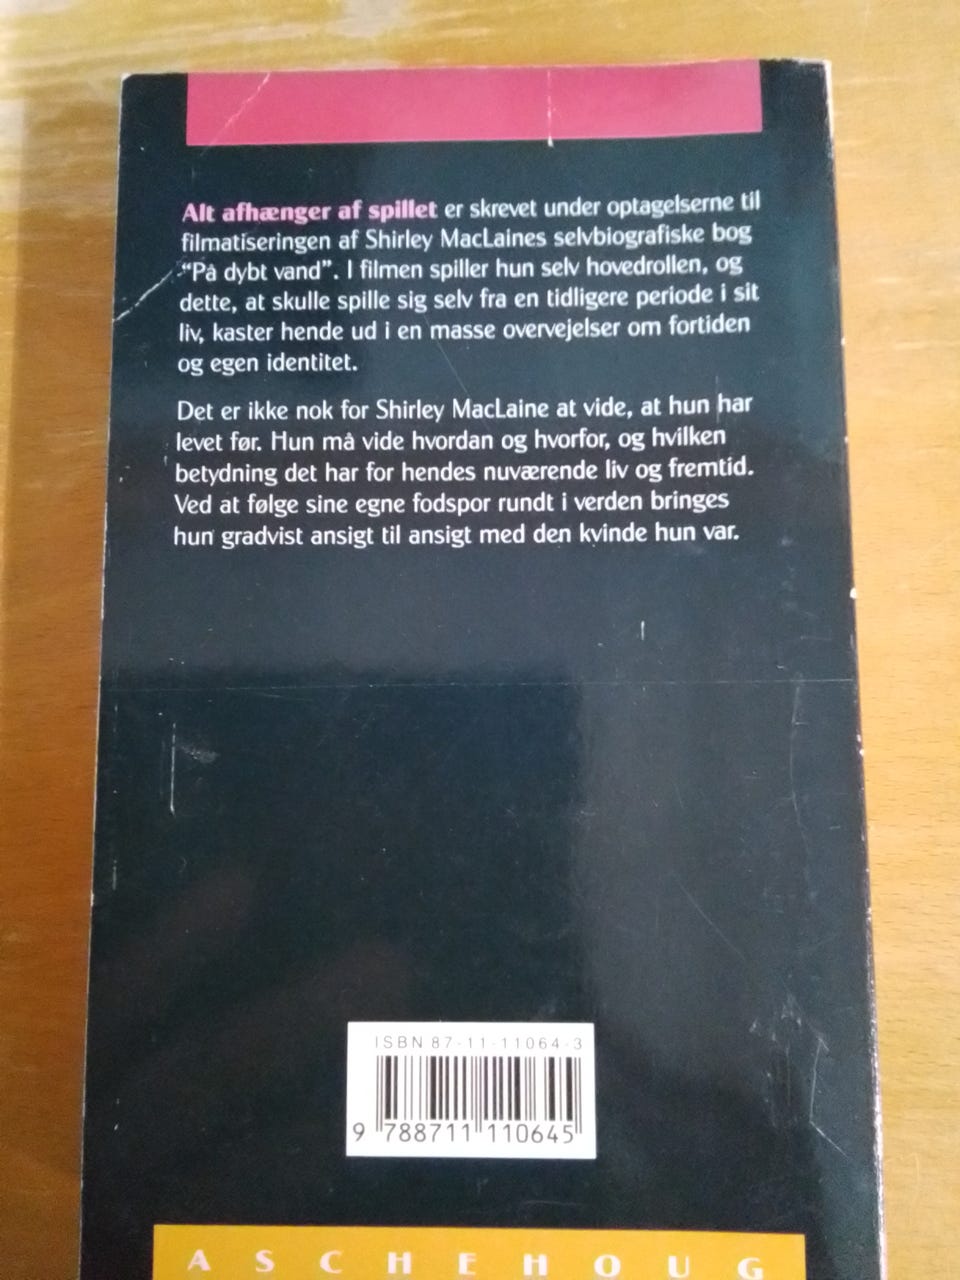 Alt afhænger af spillet er skrevet under optagelserne til
filmatiseringen af Shirley MacLaines selvbiografiske bog
“På dybt vand”. I filmen spiller hun selv hovedrollen, og
dette, at skulle spille sig selv fra en tidligere periode i sit
liv, kaster hende ud i en masse overvejelser om fortiden
og egen identitet.
Det er ikke nok for Shirley MacLaine at vide, at hun har
levet før. Hun må vide hvordan og hvorfor, og hvilken
betydning det har for hendes nuværende liv og fremtid.
Ved at følge sine egne fodspor rundt i verden bringes
hun gradvist ansigt til ansigt med den kvinde hun var.
ISBN 87-11-11064-3
9 788711 110645
ASCHEHOUG